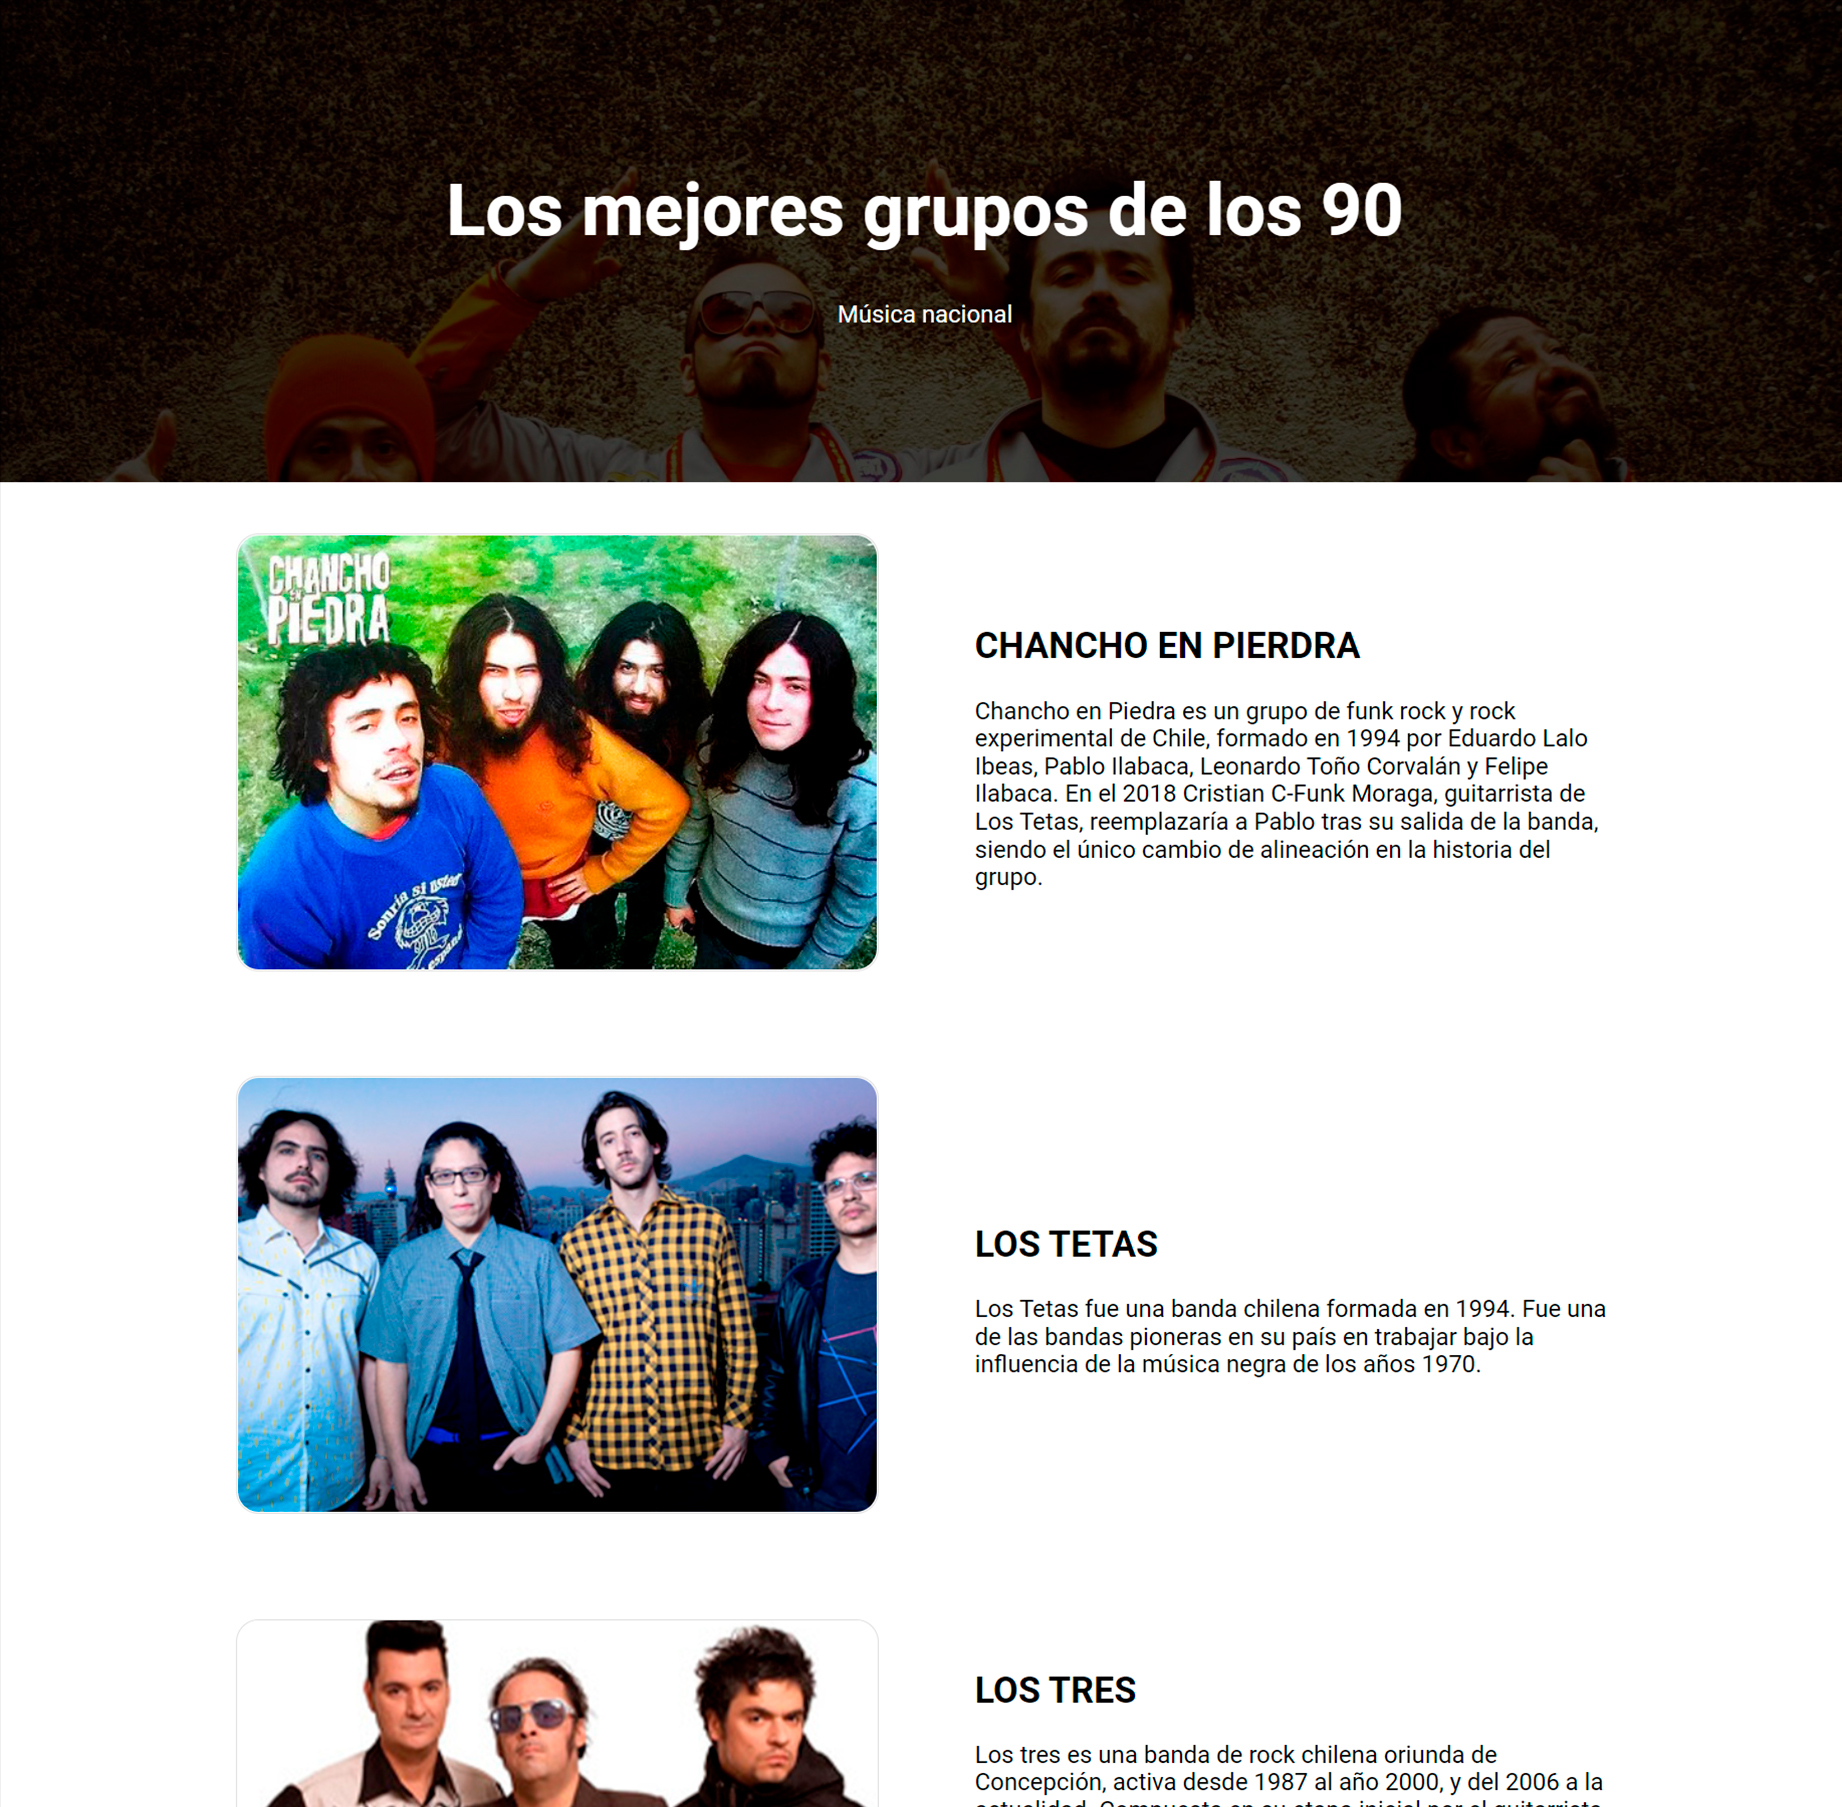 Los mejores grupos de los 90
Música nacional
CHANCHO
EN
PIEDRA
Sonría si usted
CHANCHO EN PIERDRA
Chancho en Piedra es un grupo de funk rock y rock
experimental de Chile, formado en 1994 por Eduardo Lalo
Ibeas, Pablo Ilabaca, Leonardo Toño Corvalán y Felipe
Ilabaca. En el 2018 Cristian C-Funk Moraga, guitarrista de
Los Tetas, reemplazaría a Pablo tras su salida de la banda,
siendo el único cambio de alineación en la historia del
grupo.
LOS TETAS
Los Tetas fue una banda chilena formada en 1994. Fue una
de las bandas pioneras en su país en trabajar bajo la
influencia de la música negra de los años 1970.
LOS TRES
Los tres es una banda de rock chilena oriunda de
Concepción, activa desde 1987 al año 2000, y del 2006 a la